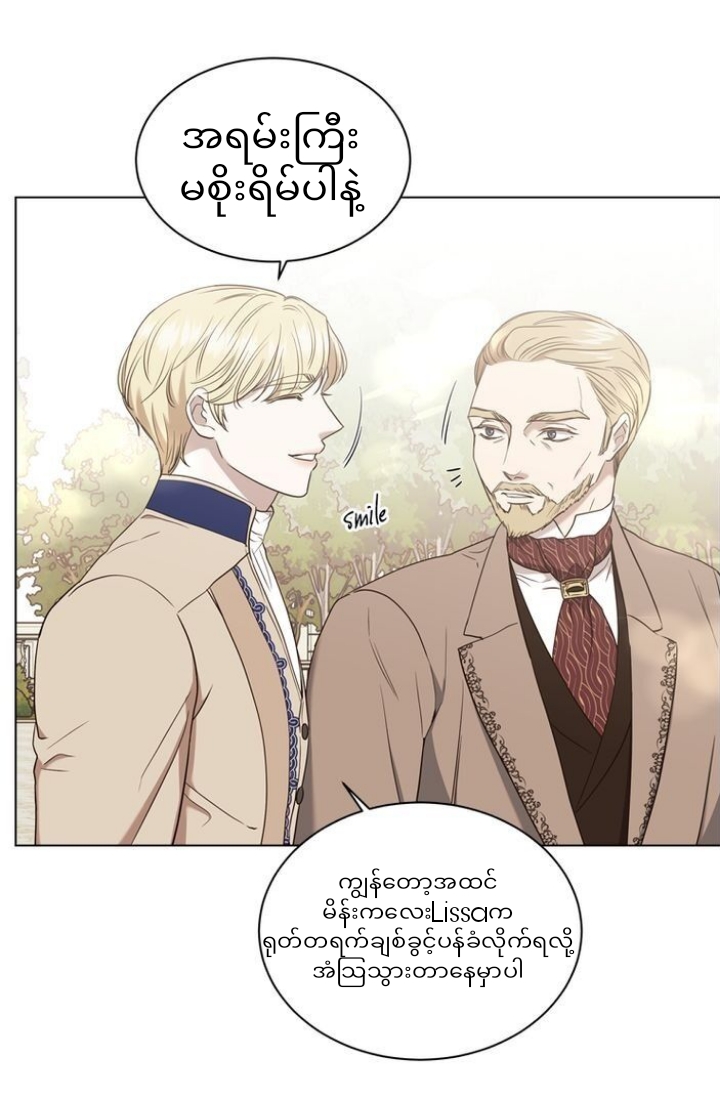 အရမ်းကြီး
မစိုးရိမ်ပါနဲ့
smile
ကျွန်တော့အထင်
မိန်းကလေးLissaက
ရုတ်တရက်ချစ်ခွင့်ပန်ခံလိုက်ရလို့
အံဩသွားတာနေမှာပါ